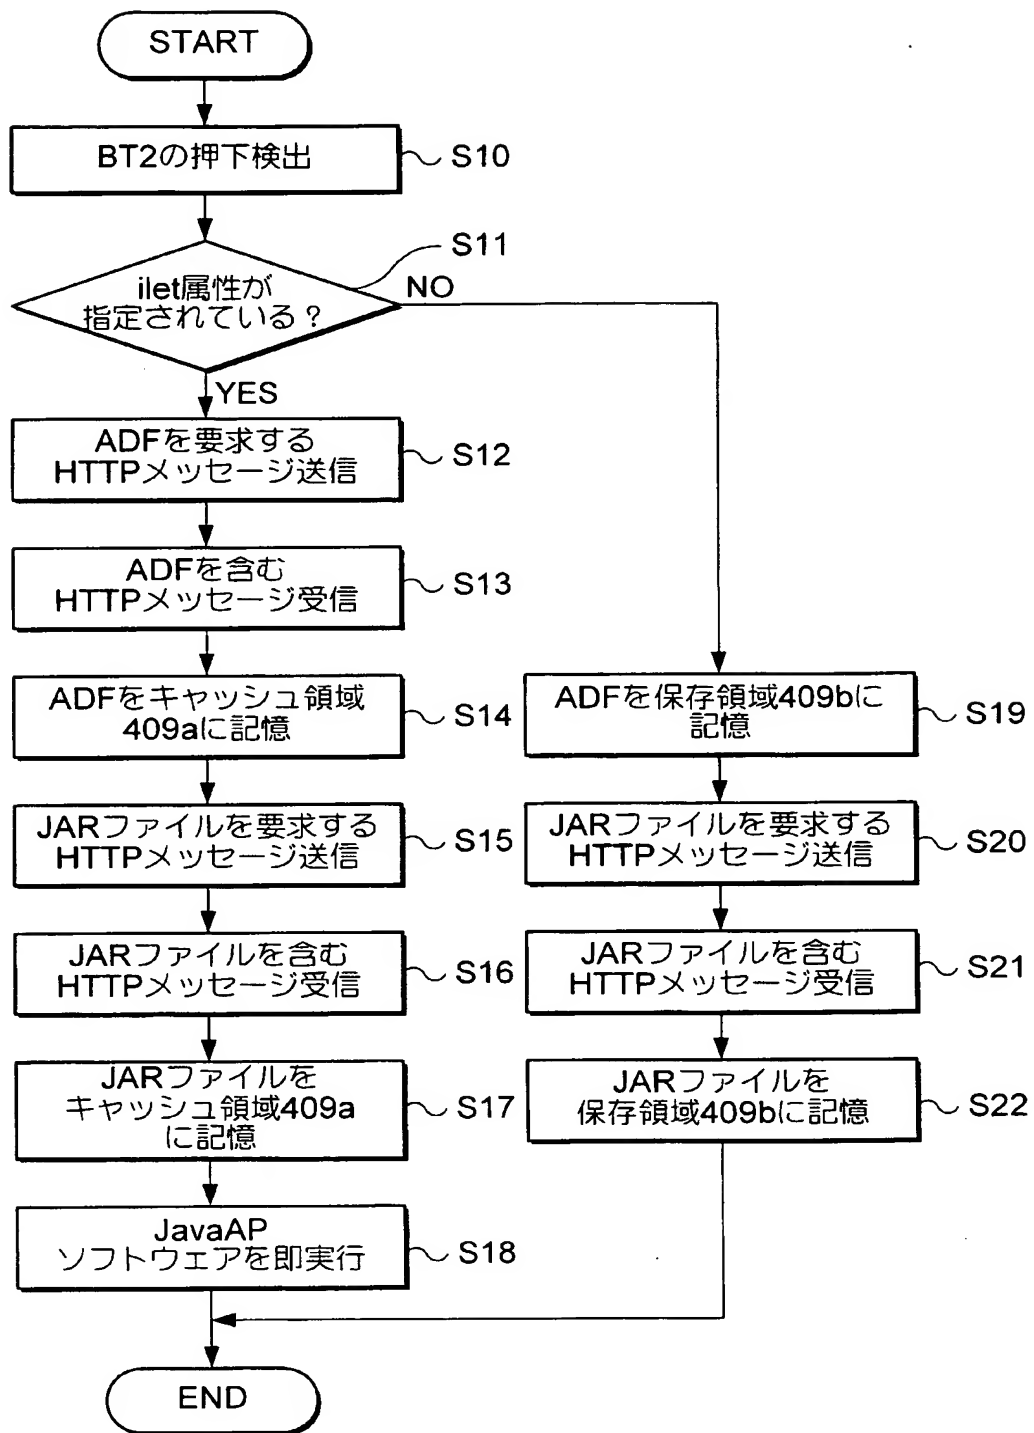 START
BT2の押下検出
S10
S11
ilet属性が
指定されている？
NO
YES
ADFを要求する
HTTPメッセージ送信
S12
ADFを含む
HTTPメッセージ受信
S13
ADFをキャッシュ領域
409aに記憶
S14
JARファイルを要求する
HTTPメッセージ送信
S15
JARファイルを含む
HTTPメッセージ受信
S16
JARファイルを
キャッシュ領域409a
に記憶
S17
JavaAP
ソフトウェアを即実行
S18
ADFを保存領域409bに
記憶
S19
JARファイルを要求する
HTTPメッセージ送信
S20
JARファイルを含む
HTTPメッセージ受信
S21
JARファイルを
保存領域409bに記憶
S22
END